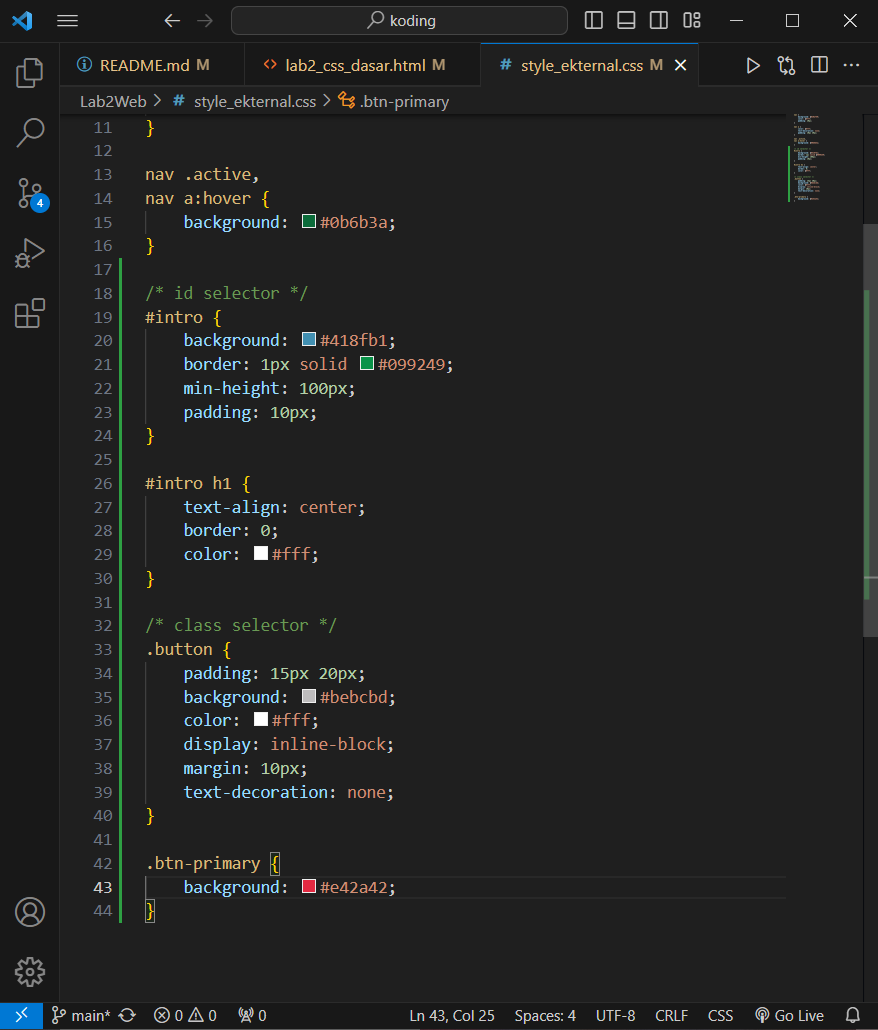 koding
README.md M
lab2_css_dasar.html M
# style_ekternal.css M
Lab2Web > # style_ekternal.css > .btn-primary
11 }
12
13 nav .active,
14 nav a:hover {
15     background: #0b6b3a;
16 }
17
18 /* id selector */
19 #intro {
20     background: #418fb1;
21     border: 1px solid #099249;
22     min-height: 100px;
23     padding: 10px;
24 }
25
26 #intro h1 {
27     text-align: center;
28     border: 0;
29     color: #fff;
30 }
31
32 /* class selector */
33 .button {
34     padding: 15px 20px;
35     background: #bebcbd;
36     color: #fff;
37     display: inline-block;
38     margin: 10px;
39     text-decoration: none;
40 }
41
42 .btn-primary {
43     background: #e42a42;
44 }
4
main* 0 0 0 Ln 43, Col 25 Spaces: 4 UTF-8 CRLF CSS Go Live